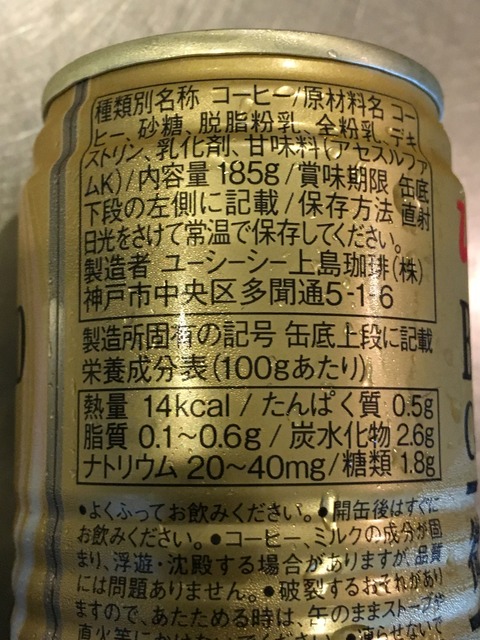 種類別名称 コーヒー/原材料名 コー
ヒー、砂糖、脱脂粉乳、全粉乳、デキ
ストリン、乳化剤、甘味料(アセスルファ
ムK)/内容量 185g/賞味期限 缶底
下段の左側に記載/保存方法 直射
日光をさけて常温で保存してください。
製造者 ユーシーシー上島珈琲(株)
神戸市中央区多聞通5-1-6
製造所固有の記号 缶底上段に記載
栄養成分表(100gあたり)
熱量 14kcal/たんぱく質 0.5g
脂質 0.1～0.6g/炭水化物 2.6g
ナトリウム 20～40mg/糖類 1.8g
●よくふってお飲みください。●開缶後はすぐに
お飲みください。●コーヒー、ミルクの成分が固
まり、浮遊・沈殿する場合がありますが、品質
には問題ありません。●破裂するおそれがあり
ますので、あたためる時は、缶のままストーブや
直火等にかけないでください。